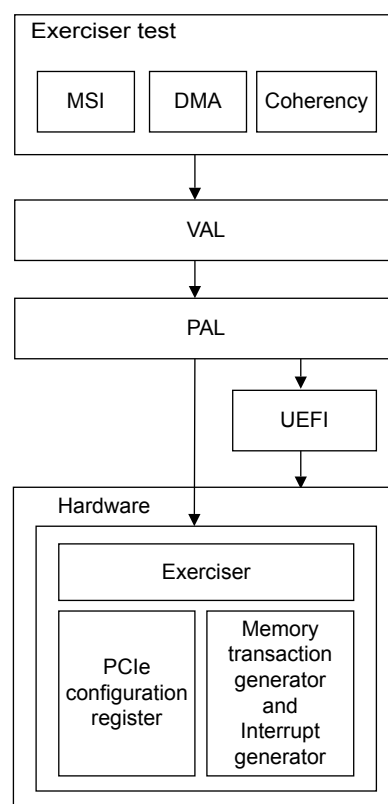 Exerciser test
MSI
DMA
Coherency
VAL
PAL
UEFI
Hardware
Exerciser
PCIe
configuration
register
Memory
transaction
generator
and
Interrupt
generator